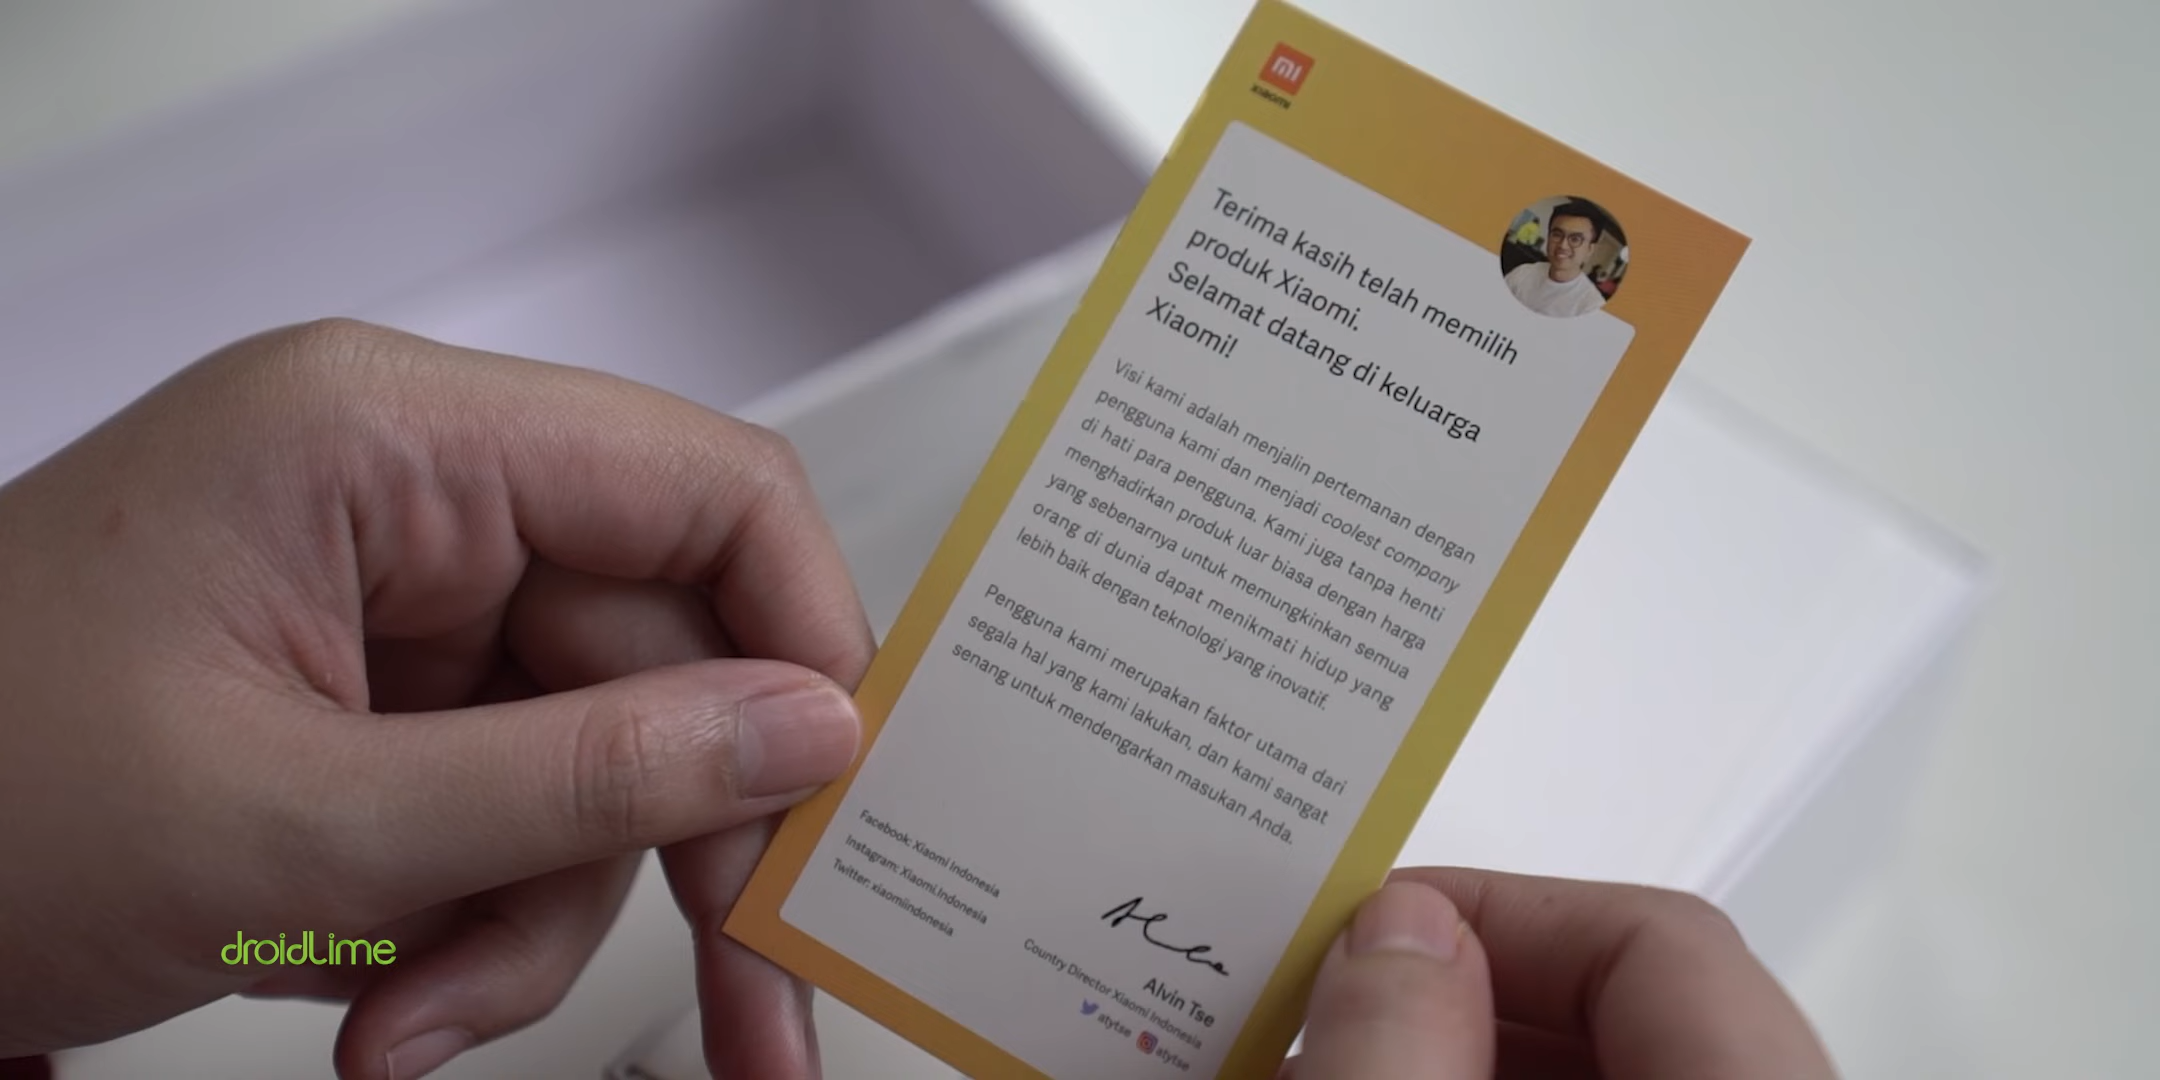 mi
XIAOMI
Terima kasih telah memilih
produk Xiaomi.
Selamat datang di keluarga
Xiaomi!
Visi kami adalah menjalin pertemanan dengan
pengguna kami dan menjadi coolest company
di hati para pengguna. Kami juga tanpa henti
menghadirkan produk luar biasa dengan harga
yang sebenarnya untuk memungkinkan semua
orang di dunia dapat menikmati hidup yang
lebih baik dengan teknologi yang inovatif.
Pengguna kami merupakan faktor utama dari
segala hal yang kami lakukan, dan kami sangat
senang untuk mendengarkan masukan Anda.
Facebook: Xiaomi Indonesia
Instagram: Xiaomi.Indonesia
Twitter: xiaomiindonesia
Alvin Tse
Country Director Xiaomi Indonesia
atytse atytse
droidLime